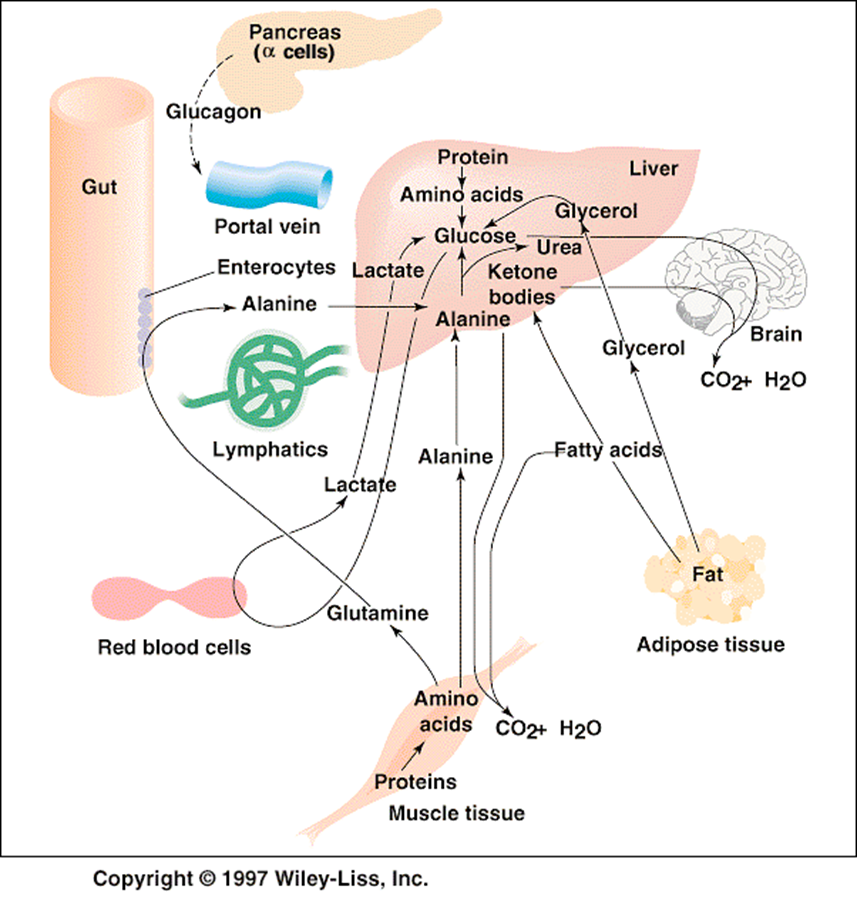 Pancreas
(α cells)
Glucagon
Gut
Portal vein
Protein
Liver
Amino acids
Glycerol
Glucose
Urea
Enterocytes
Lactate
Ketone
bodies
Alanine
Alanine
Brain
Glycerol
CO2+ H2O
Lymphatics
Alanine
Fatty acids
Lactate
Fat
Glutamine
Red blood cells
Adipose tissue
Amino
acids
CO2+ H2O
Proteins
Muscle tissue
Copyright © 1997 Wiley-Liss, Inc.